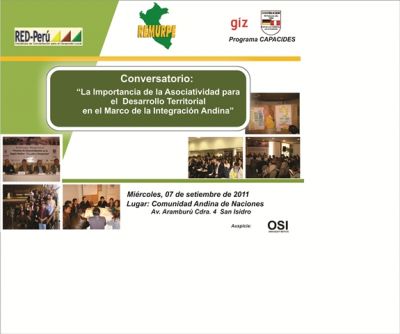 RED-Perú
REMURPE
giz
Programa CAPACIDES
Conversatorio:
“La Importancia de la Asociatividad para
el Desarrollo Territorial
en el Marco de la Integración Andina”
Miércoles, 07 de setiembre de 2011
Lugar: Comunidad Andina de Naciones
Av. Aramburú Cdra. 4 San Isidro
Auspicia:
OSI